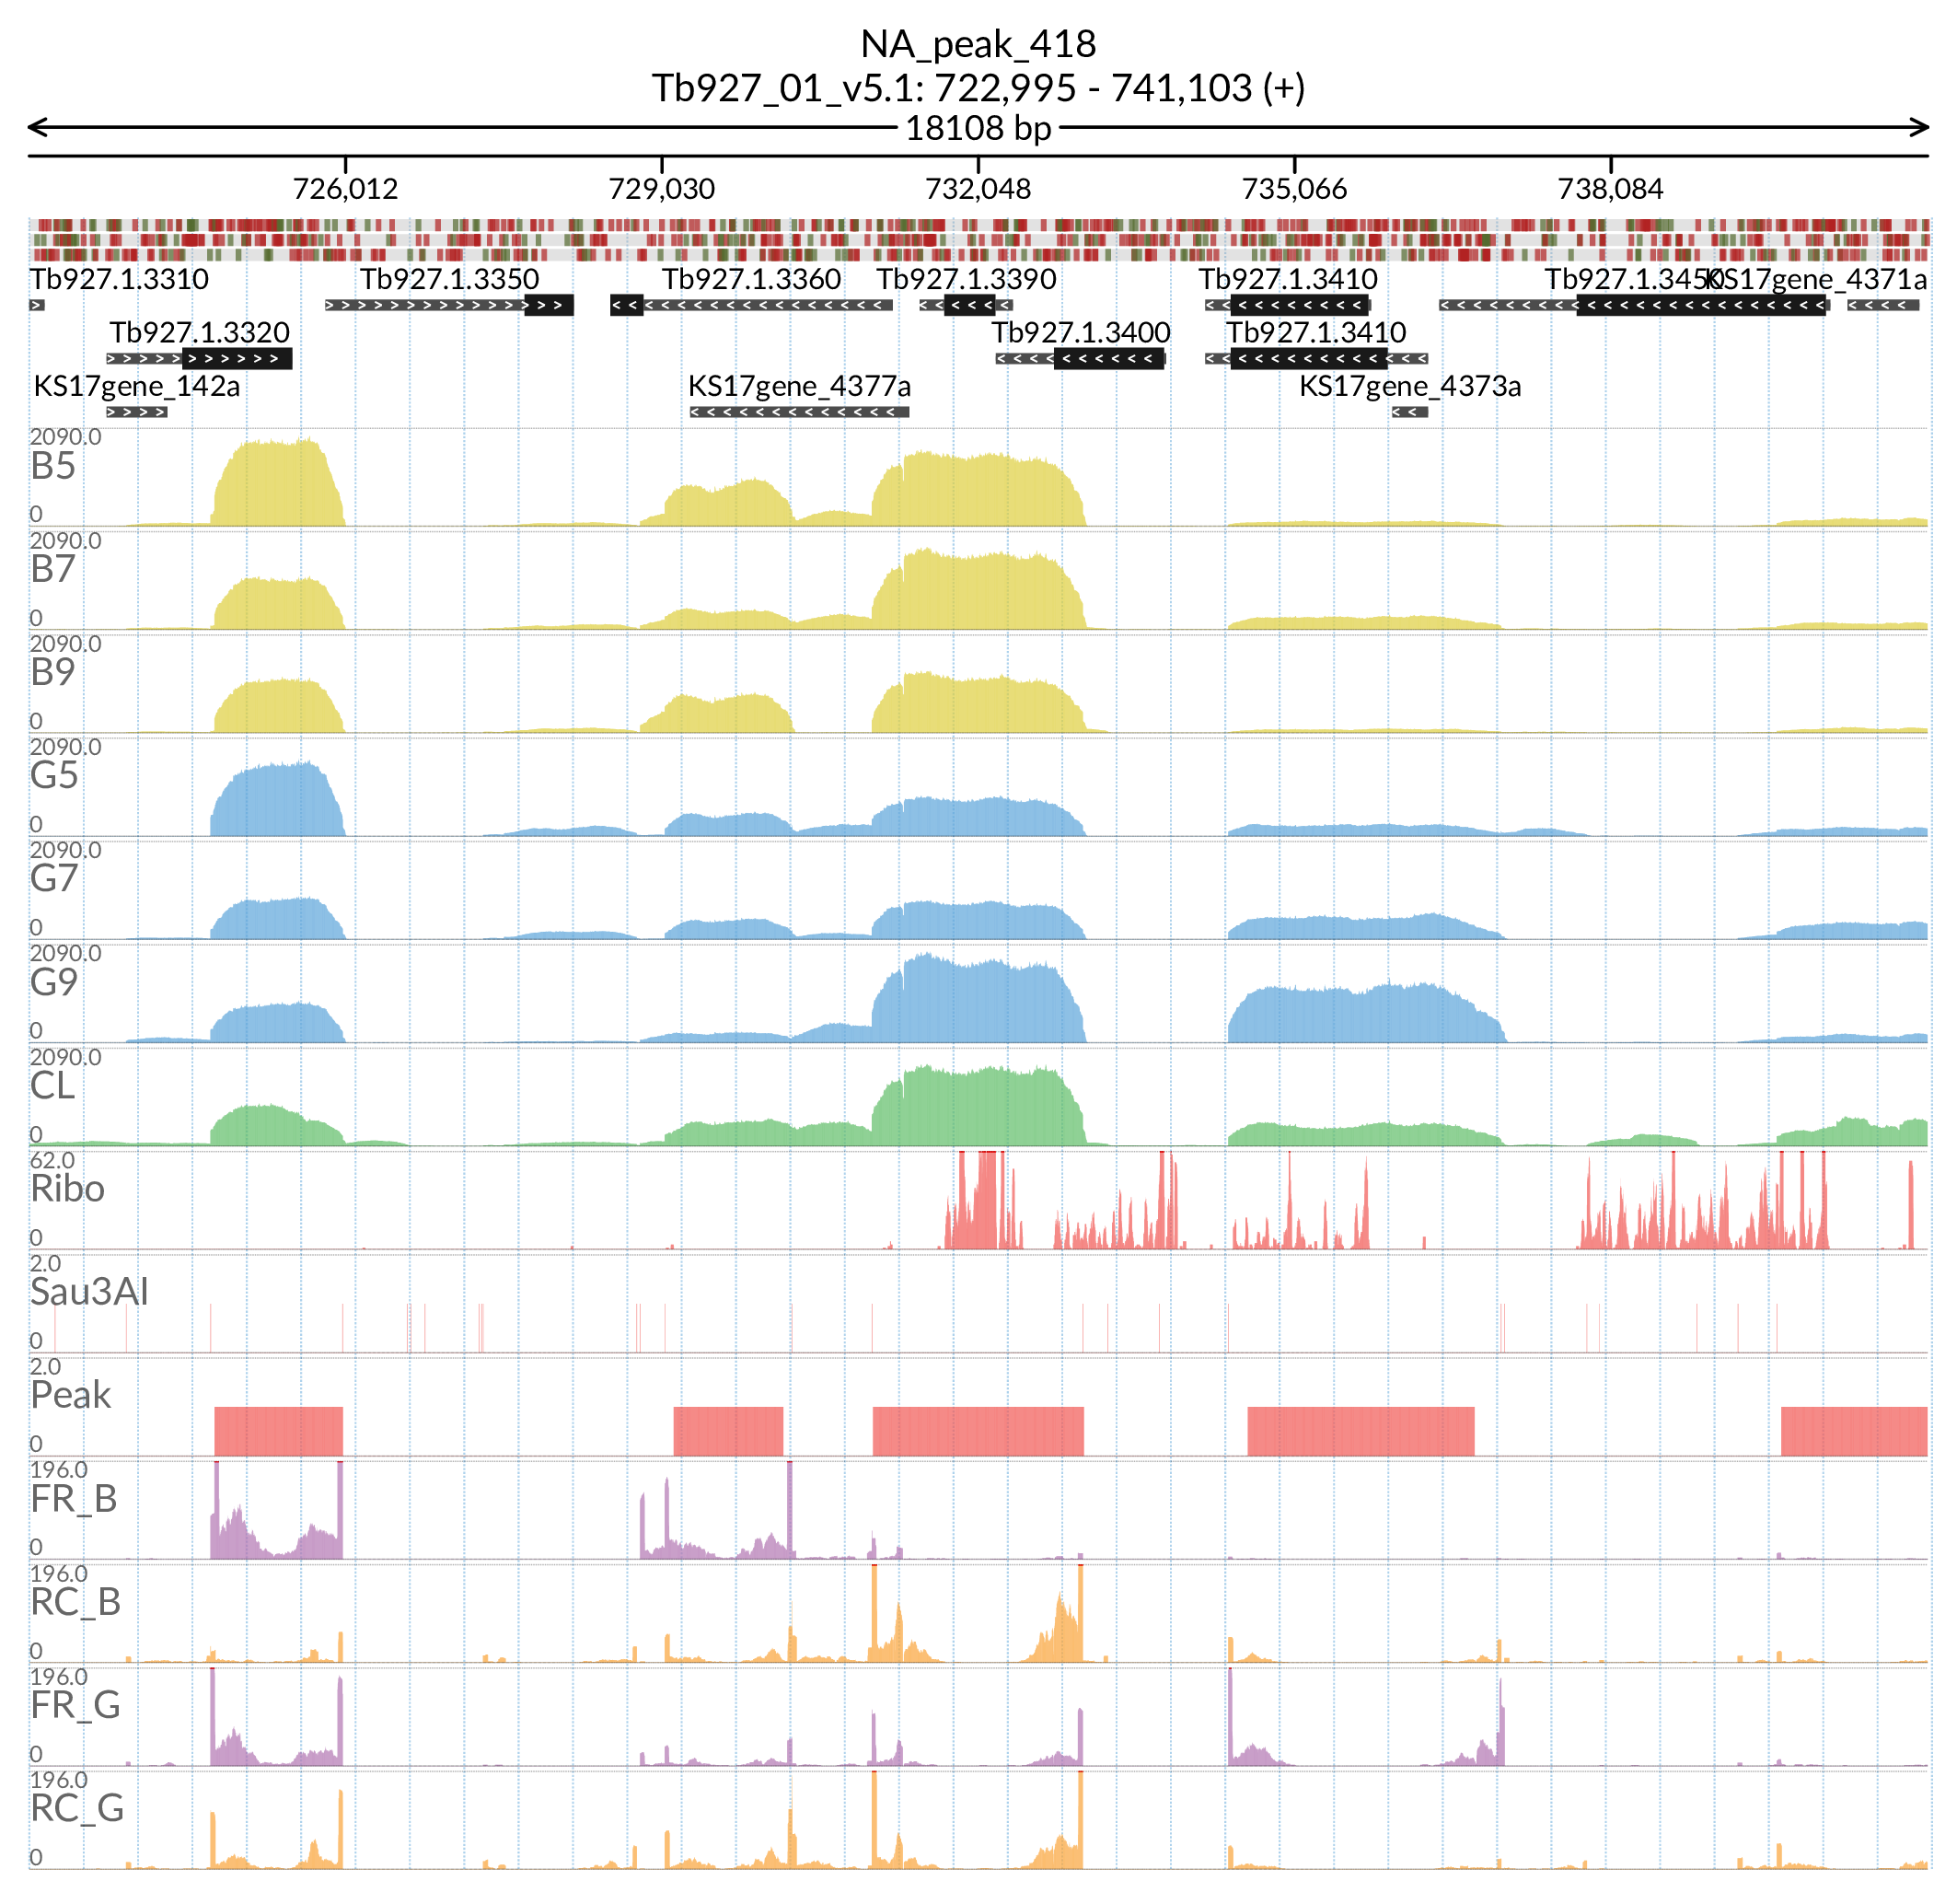 NA_peak_418
Tb927_01_v5.1: 722,995 - 741,103 (+)
18108 bp
726,012 729,030 732,048 735,066 738,084
Tb927.1.3310 Tb927.1.3350 Tb927.1.3360 Tb927.1.3390 Tb927.1.3410 Tb927.1.3450 KS17gene_4371a
Tb927.1.3320 Tb927.1.3400 Tb927.1.3410
KS17gene_142a KS17gene_4377a KS17gene_4373a
2090.0
B5
0
2090.0
B7
0
2090.0
B9
0
2090.0
G5
0
2090.0
G7
0
2090.0
G9
0
2090.0
CL
0
62.0
Ribo
0
2.0
Sau3AI
0
2.0
Peak
0
196.0
FR_B
0
196.0
RC_B
0
196.0
FR_G
0
196.0
RC_G
0